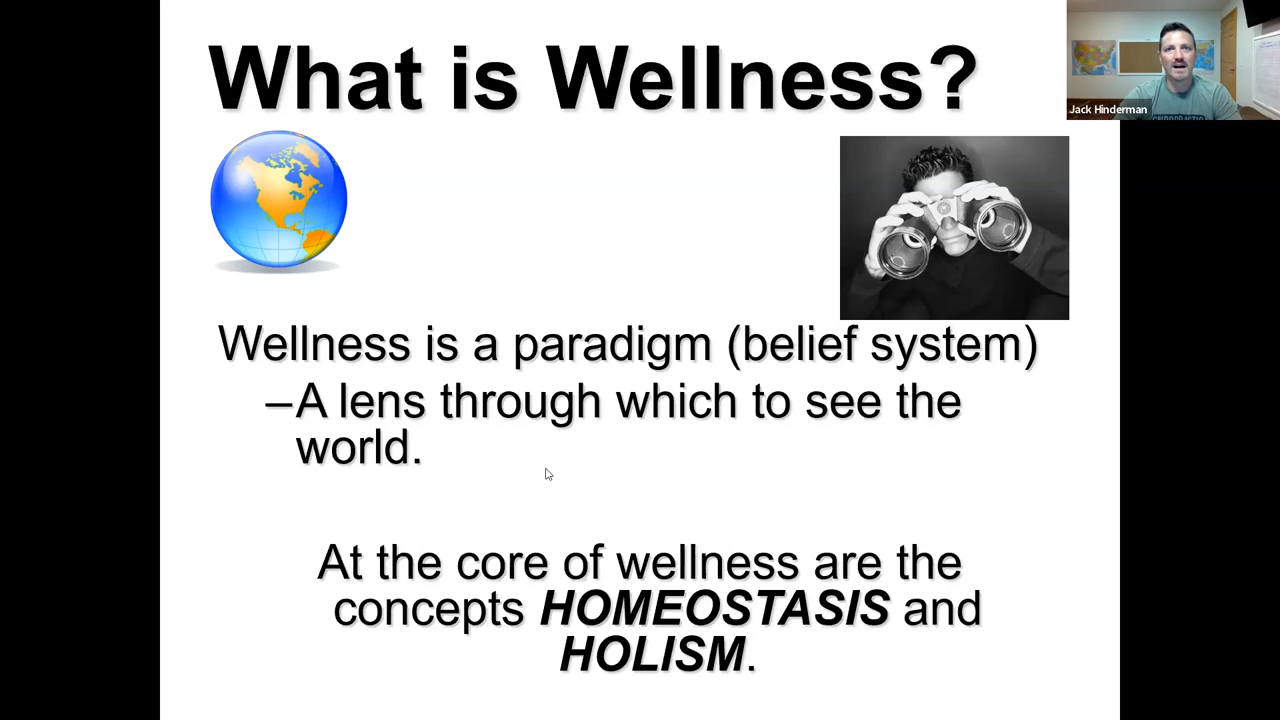 What is Wellness?
Jack Hinderman
Wellness is a paradigm (belief system)
–A lens through which to see the
world.
At the core of wellness are the
concepts HOMEOSTASIS and
HOLISM.